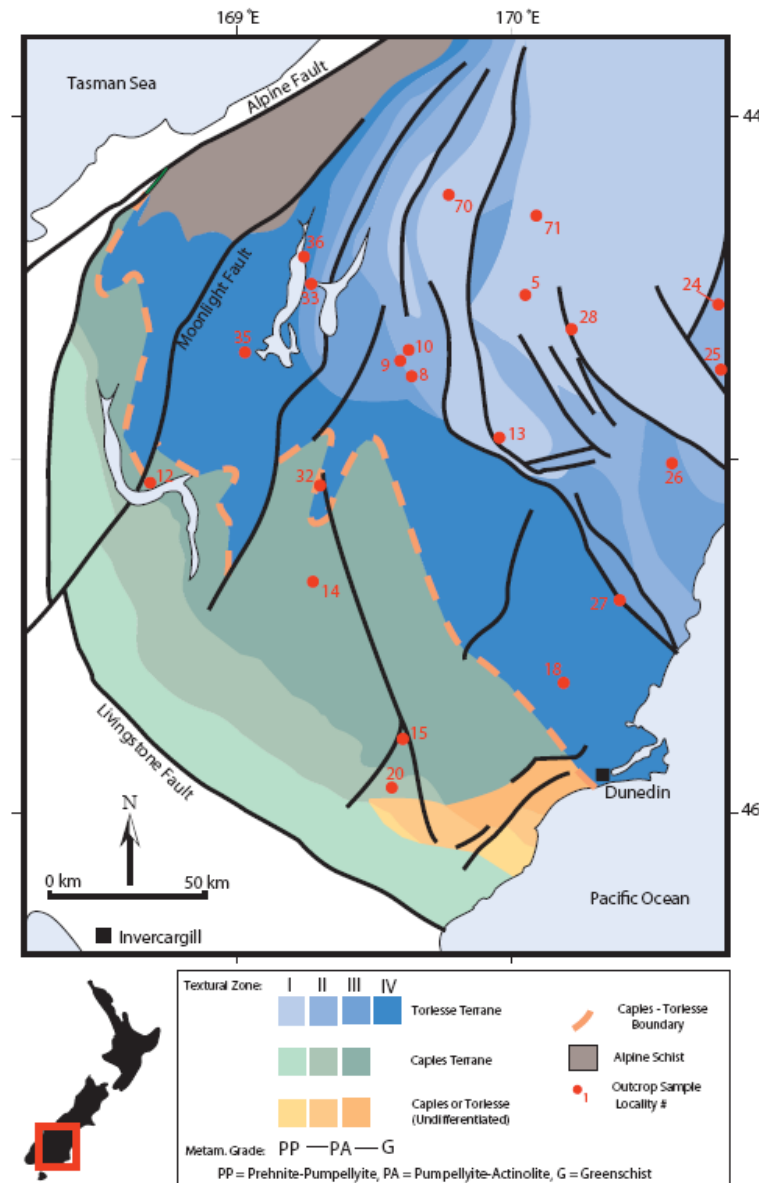 169 °E 170 °E
Tasman Sea
Alpine Fault
44
70
71
36
Moonlight Fault
33
5
24
28
35
10
9
8
25
13
12
32
26
14
27
18
Livingstone Fault
15
20
Dunedin
N
46
0 km 50 km
Pacific Ocean
Invercargill
Textural Zone: I II III IV
Torlesse Terrane
Caples - Torlesse
Boundary
Caples Terrane
Alpine Schist
1
Outcrop Sample
Locality #
Caples or Torlesse
(Undifferentiated)
Metam. Grade: PP — PA — G
PP = Prehnite-Pumpellyite, PA = Pumpellyite-Actinolite, G = Greenschist